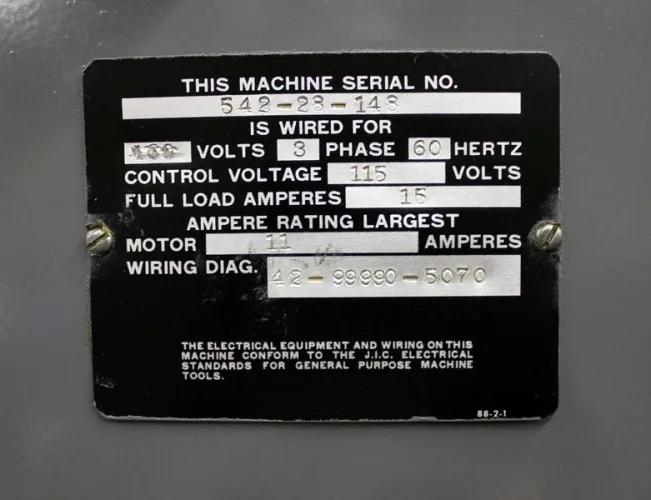 THIS MACHINE SERIAL NO.
542-28-148
IS WIRED FOR
VOLTS 3 PHASE 60 HERTZ
CONTROL VOLTAGE 115 VOLTS
FULL LOAD AMPERES 15
AMPERE RATING LARGEST
MOTOR 11 AMPERES
WIRING DIAG. 42-99990-5070
THE ELECTRICAL EQUIPMENT AND WIRING ON THIS
MACHINE CONFORM TO THE J.I.C. ELECTRICAL
STANDARDS FOR GENERAL PURPOSE MACHINE
TOOLS.
88-2-1